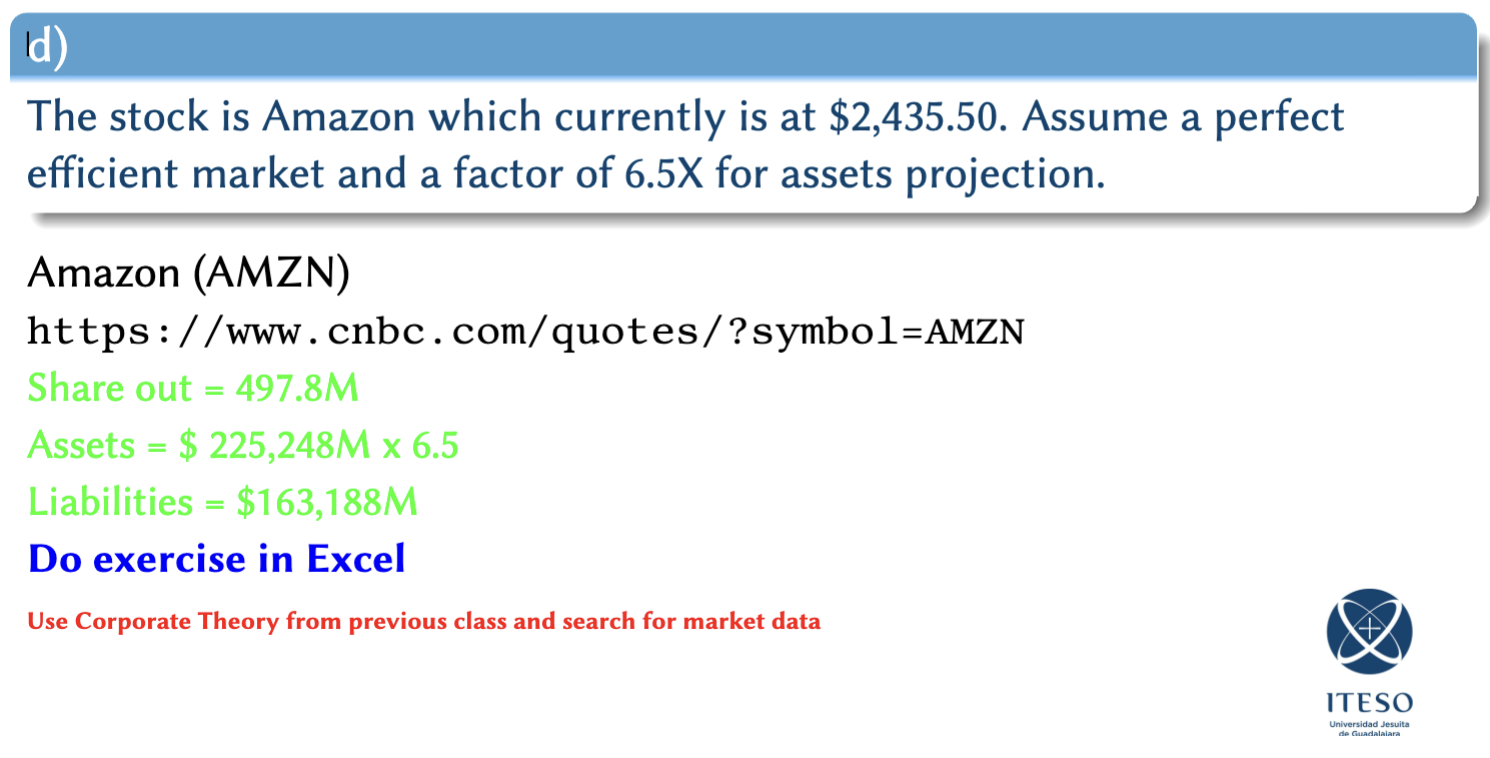 d)
The stock is Amazon which currently is at $2,435.50. Assume a perfect
efficient market and a factor of 6.5X for assets projection.
Amazon (AMZN)
https://www.cnbc.com/quotes/?symbol=AMZN
Share out = 497.8M
Assets = $ 225,248M x 6.5
Liabilities = $163,188M
Do exercise in Excel
Use Corporate Theory from previous class and search for market data
ITESO
Universidad Jesuita
de Guadalajara